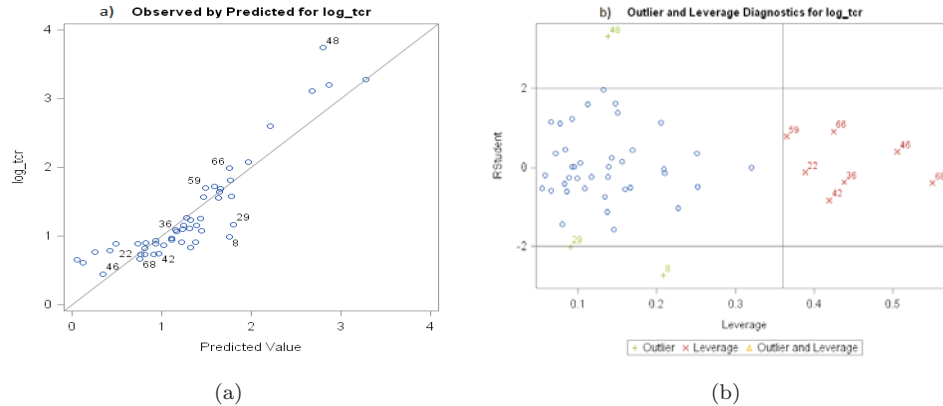 a) Observed by Predicted for log_tcr
4
3
2
1
0
log_tcr
48
66
59
36
29
8
22
42
68
46
0 1 2 3 4
Predicted Value
(a)
b) Outlier and Leverage Diagnostics for log_tcr
2
0
-2
RStudent
48
59
66
46
22
36
68
42
29
8
0.1 0.2 0.3 0.4 0.5
Leverage
+ Outlier × Leverage △ Outlier and Leverage
(b)